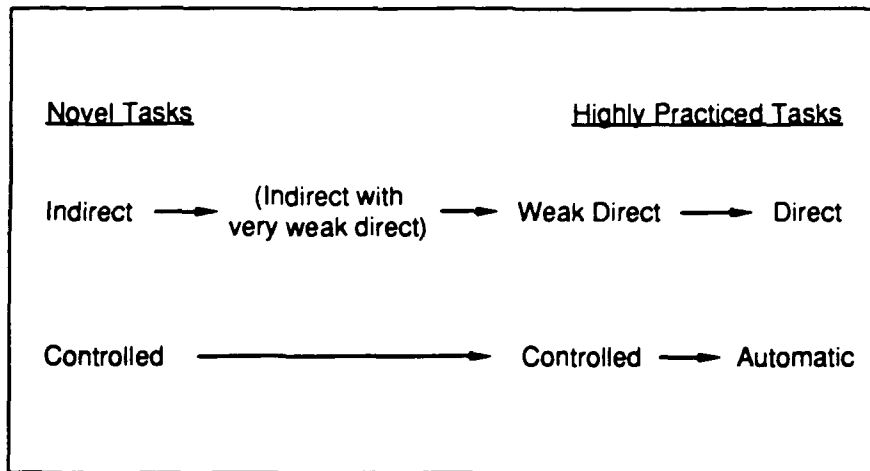 Novel Tasks
Highly Practiced Tasks
Indirect
(Indirect with
very weak direct)
Weak Direct
Direct
Controlled
Controlled
Automatic